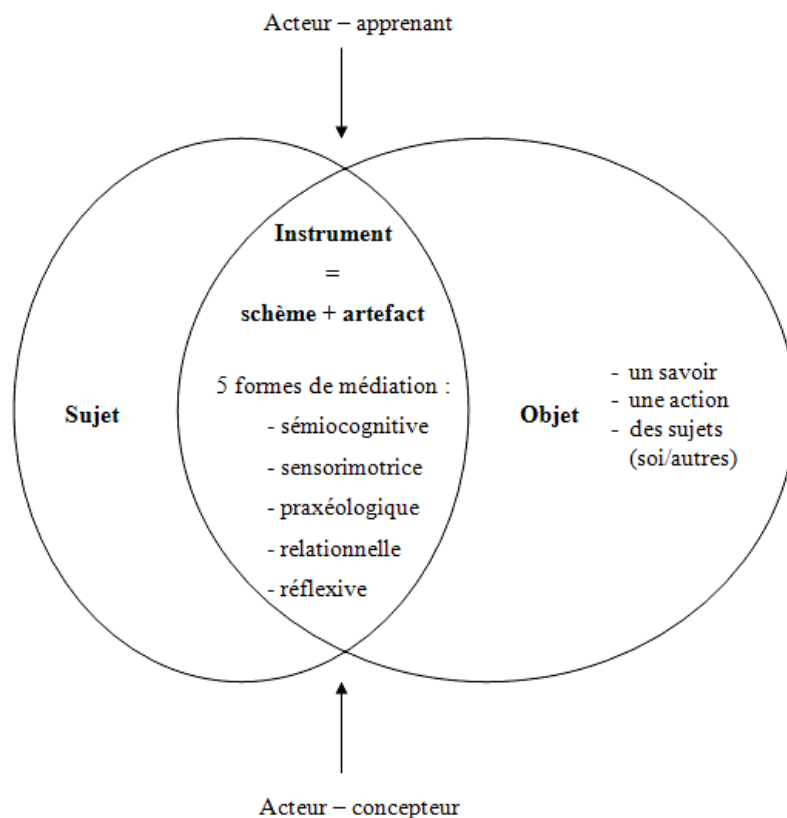 Acteur – apprenant
Instrument
=
schème + artefact
5 formes de médiation :
- sémiocognitive
- sensorimotrice
- praxéologique
- relationnelle
- réflexive
Sujet
Objet
- un savoir
- une action
- des sujets
(soi/autres)
Acteur – concepteur